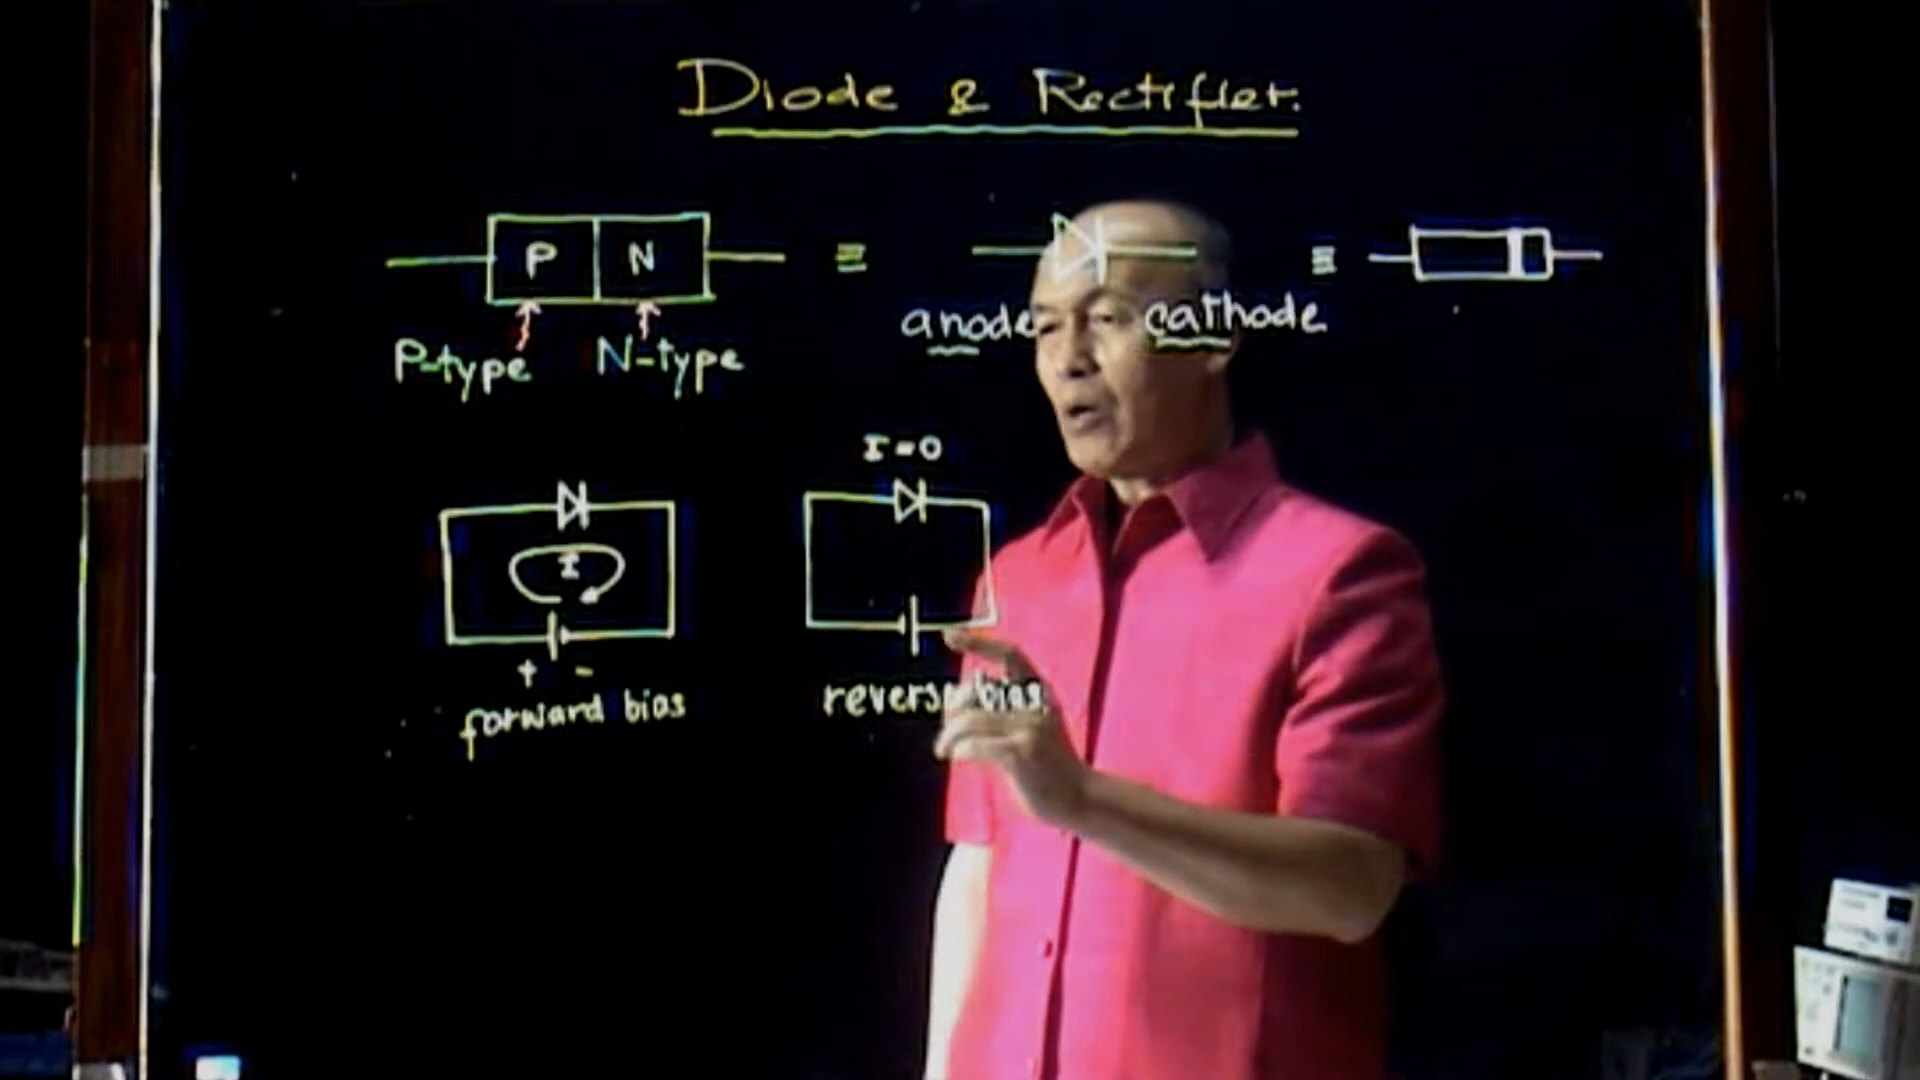 Diode & Rectifier.
P N ≡ ≡
P-type N-type
anode cathode
I=0
I
+ -
forward bias
reverse bias.